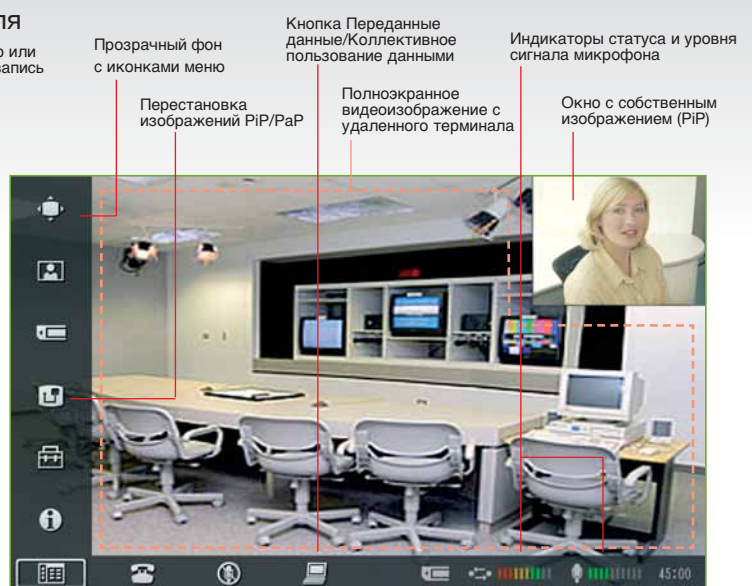 ля
о или
запись
Прозрачный фон
с иконками меню
Перестановка
изображений PiP/PaP
Кнопка Переданные
данные/Коллективное
пользование данными
Полноэкранное
видеоизображение с
удаленного терминала
Индикаторы статуса и уровня
сигнала микрофона
Окно с собственным
изображением (PiP)
45:00